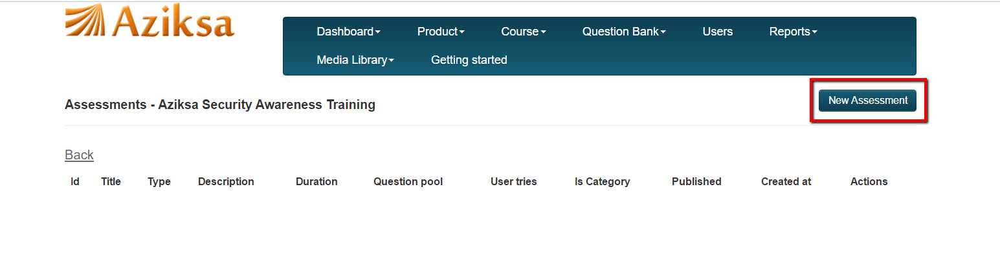 Aziksa
Dashboard Product Course Question Bank Users Reports
Media Library Getting started
Assessments - Aziksa Security Awareness Training
New Assessment
Back
Id Title Type Description Duration Question pool User tries Is Category Published Created at Actions